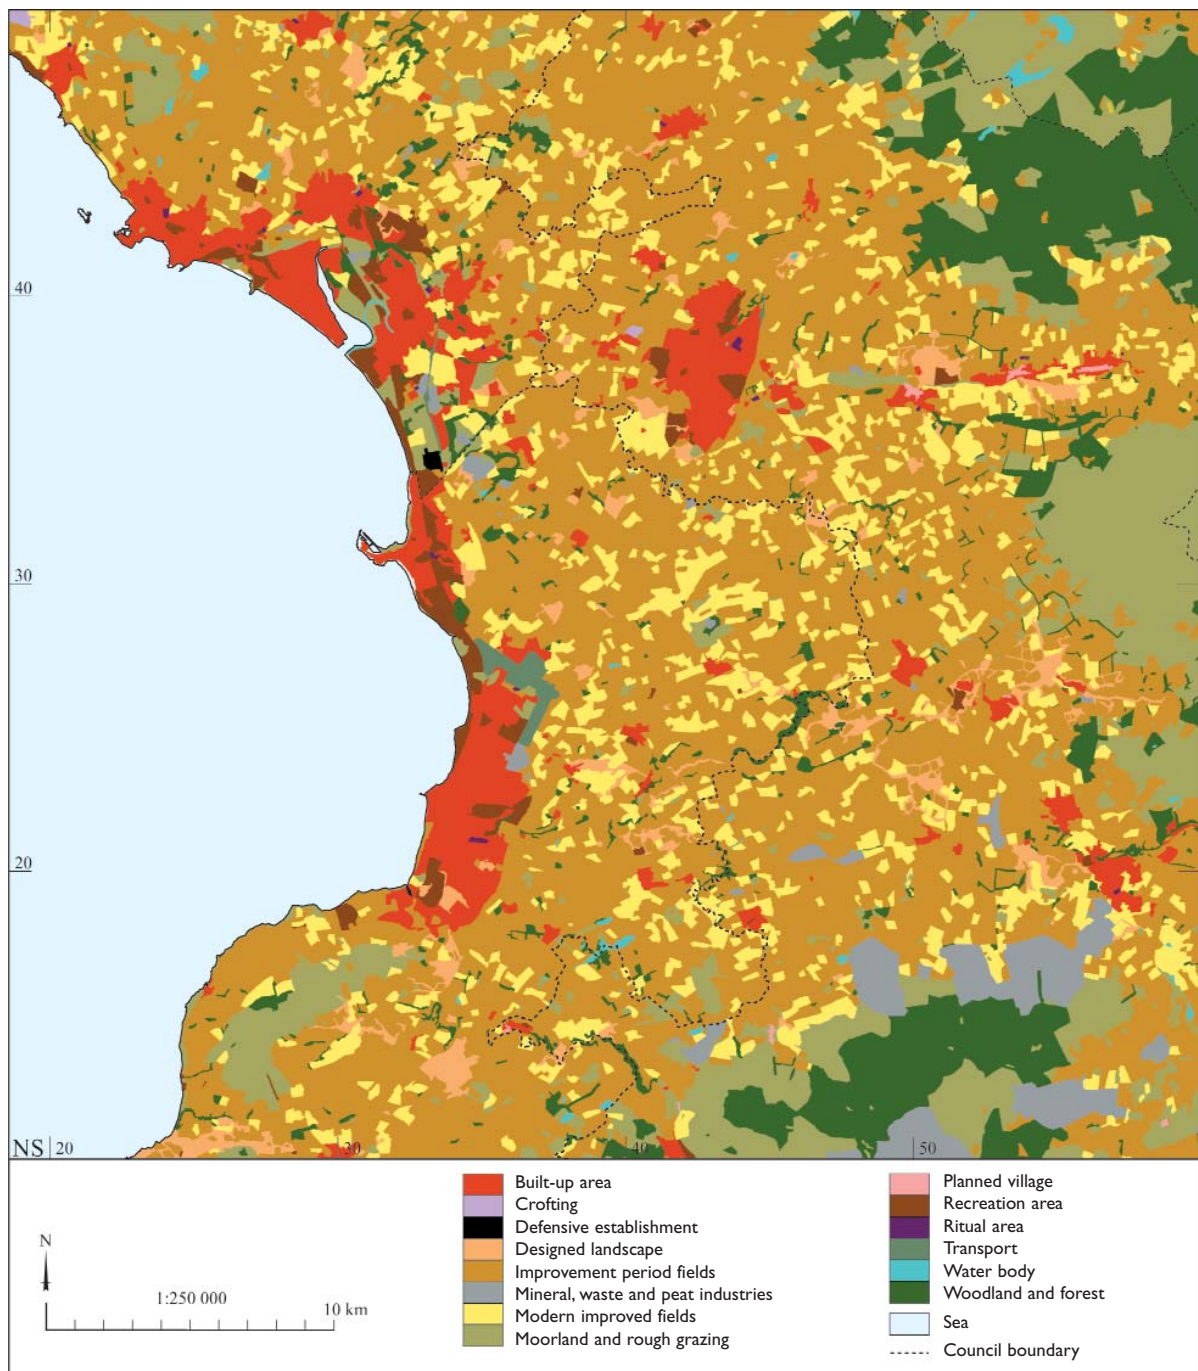 40
30
20
NS 20
30
40
50
N
1:250 000
10 km
Built-up area
Crofting
Defensive establishment
Designed landscape
Improvement period fields
Mineral, waste and peat industries
Modern improved fields
Moorland and rough grazing
Planned village
Recreation area
Ritual area
Transport
Water body
Woodland and forest
Sea
Council boundary